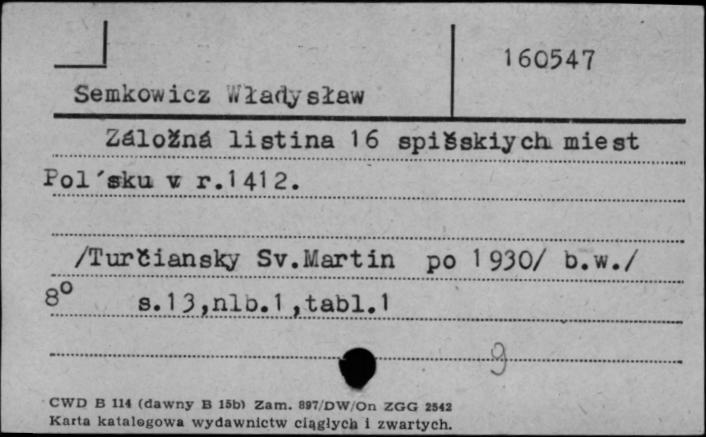 160547
Semkowicz Władysław
Záložná listina 16 spišskiych miest
Pol´sku v r.1412.
/Turčiansky Sv.Martin po 1930/ b.w./
8° s.13,nlb.1,tabl.1
9
CWD B 114 (dawny B 15b) Zam. 897/DW/On ZGG 2542
Karta katalogowa wydawnictw ciągłych i zwartych.